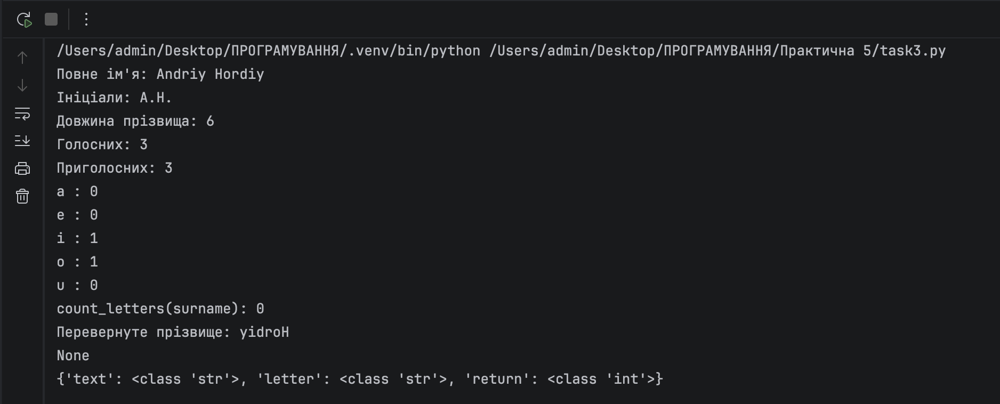 /Users/admin/Desktop/ПРОГРАМУВАННЯ/.venv/bin/python /Users/admin/Desktop/ПРОГРАМУВАННЯ/Практична 5/task3.py
Повне ім'я: Andriy Hordiy
Ініціали: A.H.
Довжина прізвища: 6
Голосних: 3
Приголосних: 3
a : 0
e : 0
i : 1
o : 1
u : 0
count_letters(surname): 0
Перевернуте прізвище: yidroH
None
{'text': <class 'str'>, 'letter': <class 'str'>, 'return': <class 'int'>}